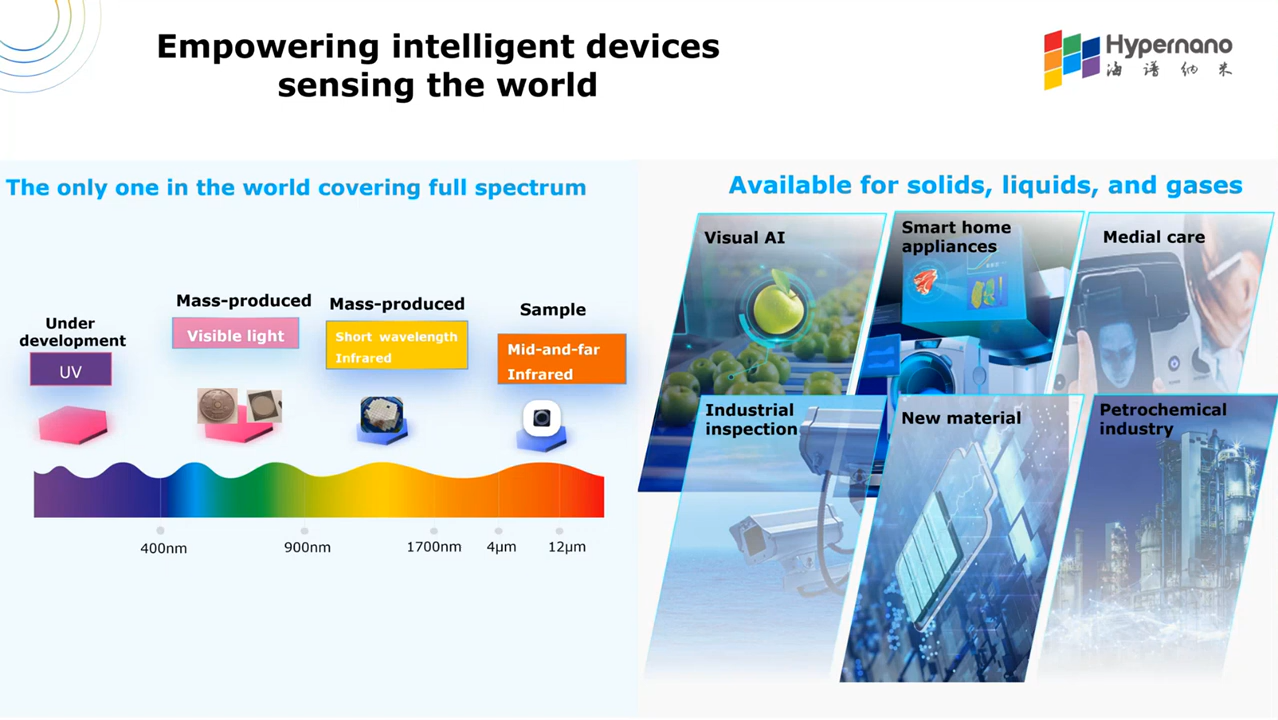 Empowering intelligent devices
sensing the world
Hypernano
海谱纳米
The only one in the world covering full spectrum
Under
development
UV
Mass-produced
Visible light
Mass-produced
Short wavelength
Infrared
Sample
Mid-and-far
Infrared
400nm
900nm
1700nm
4μm
12μm
Available for solids, liquids, and gases
Visual AI
Smart home
appliances
Medial care
Industrial
inspection
New material
Petrochemical
industry